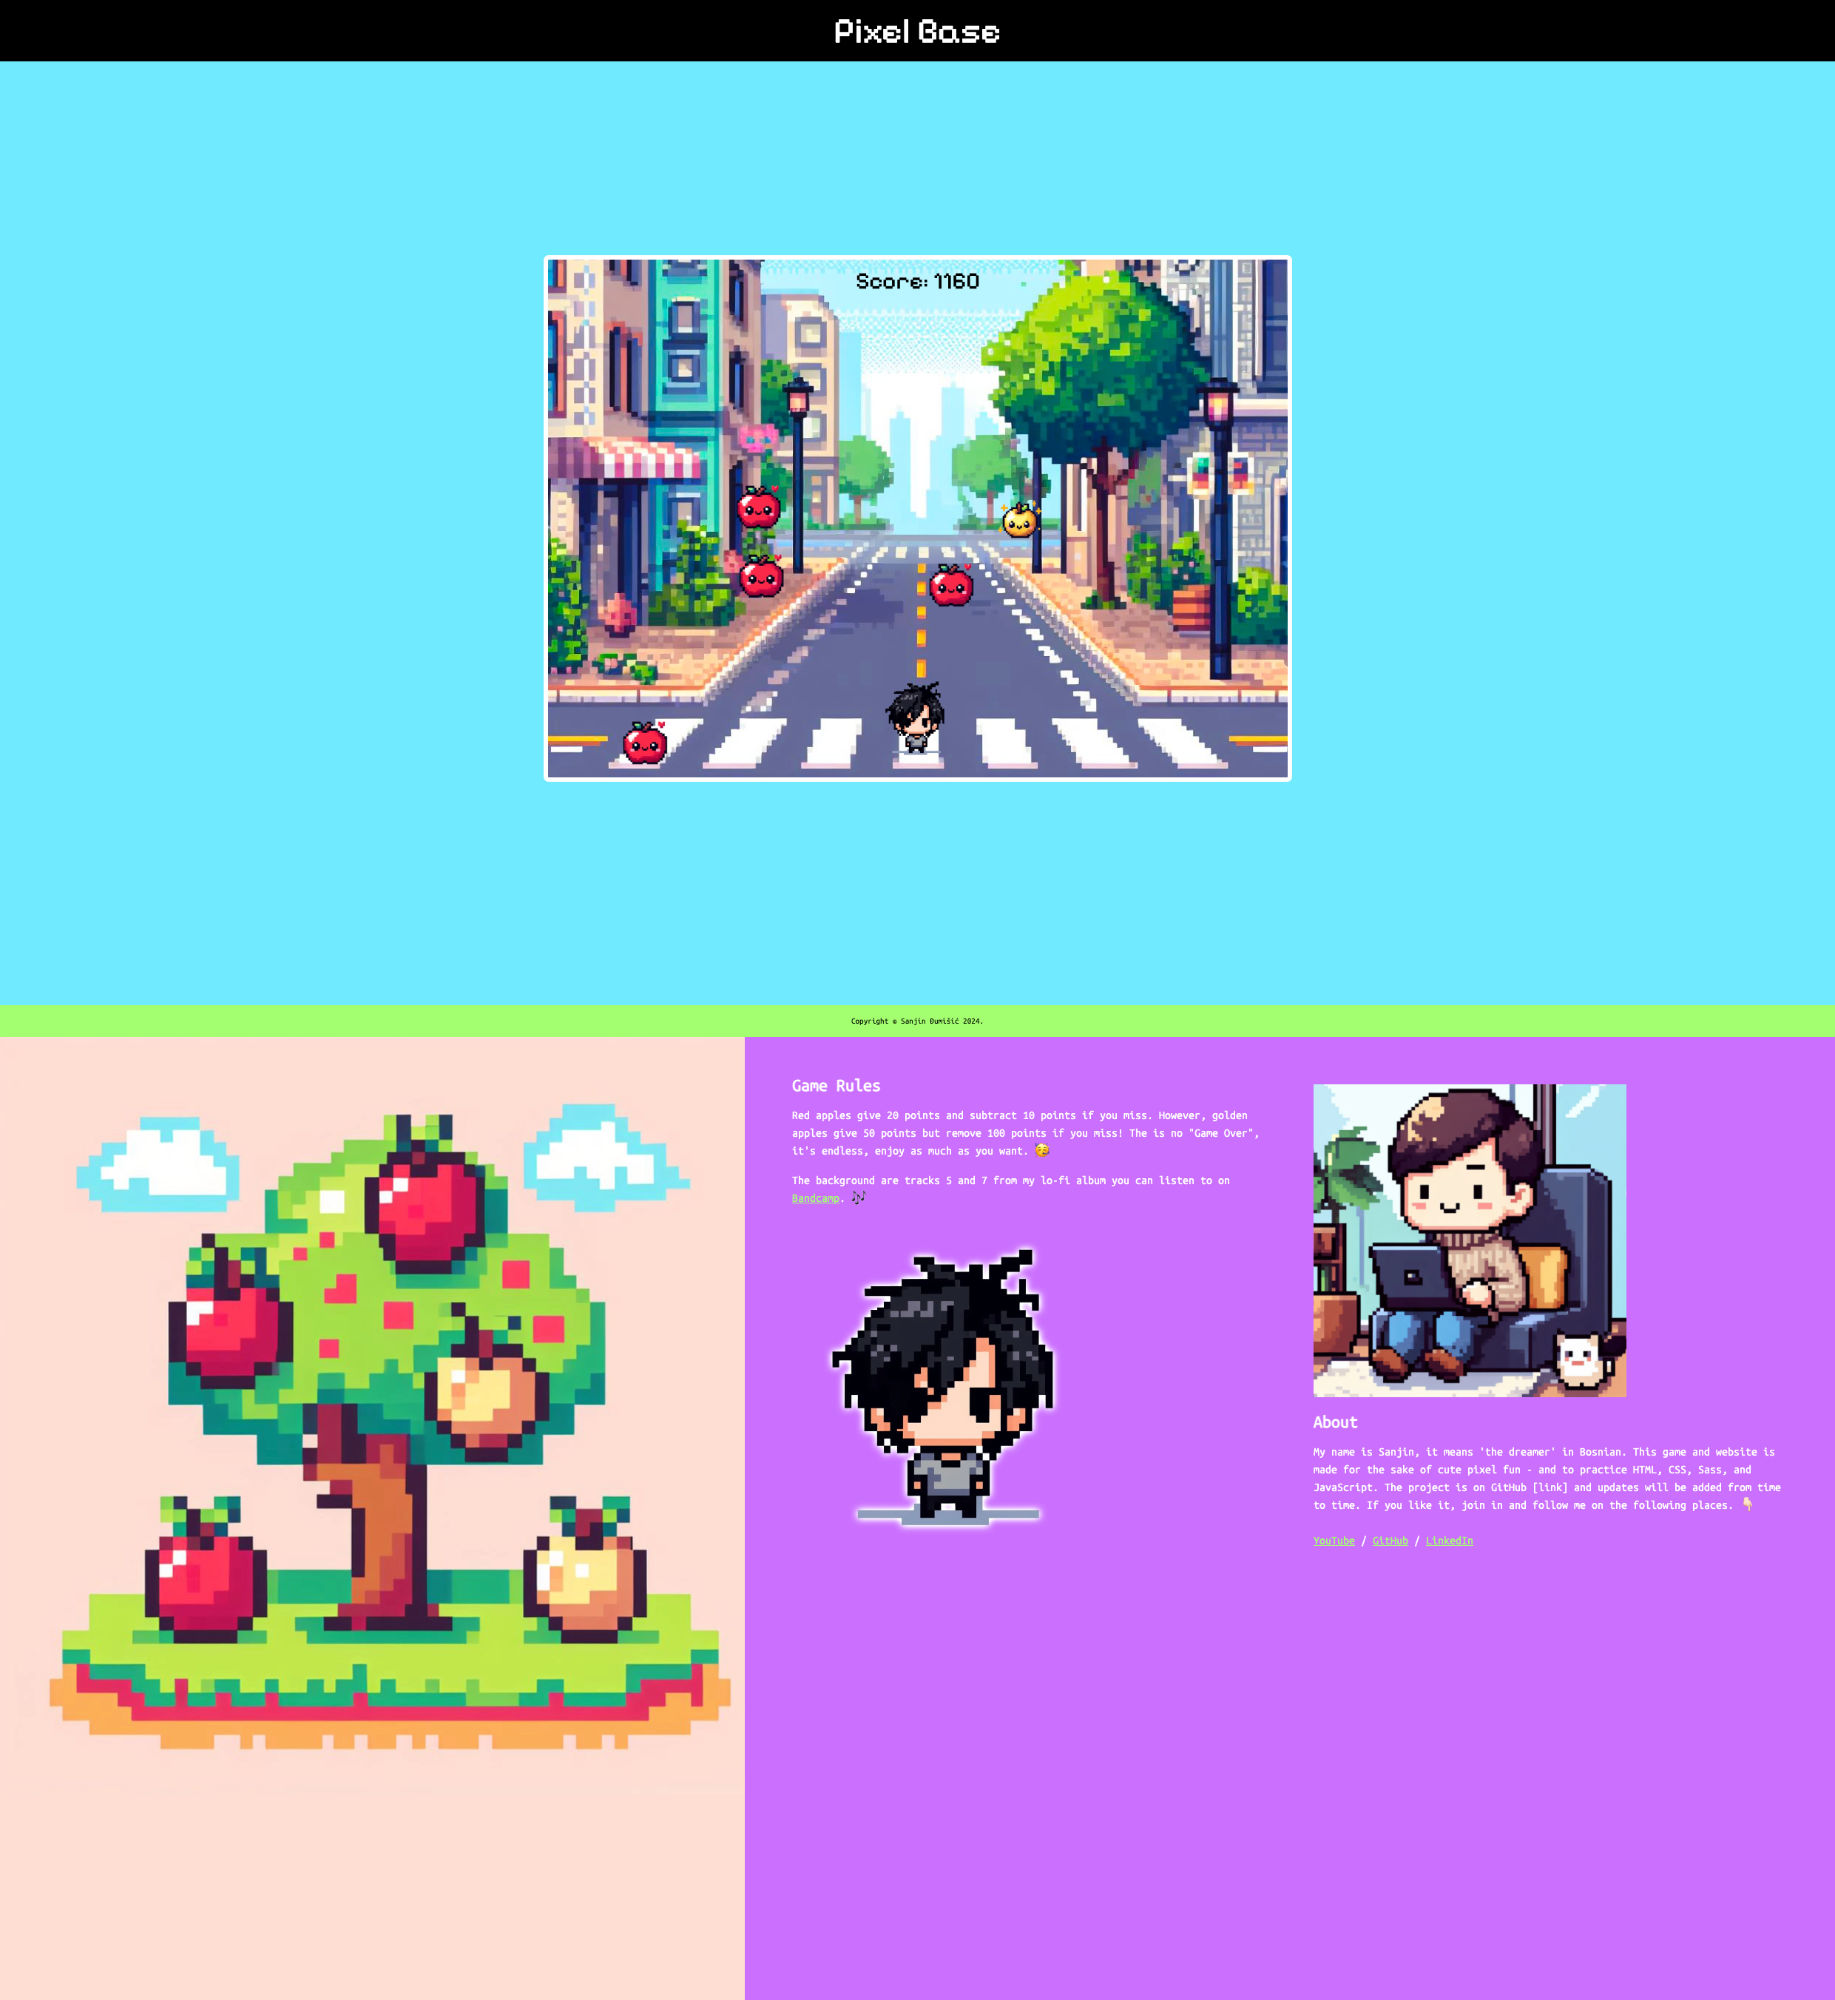 Pixel Base
Score: 1160
Copyright © Sanjin Đumišić 2024.
Game Rules
Red apples give 20 points and subtract 10 points if you miss. However, golden
apples give 50 points but remove 100 points if you miss! The is no "Game Over",
it's endless, enjoy as much as you want. 🥳
The background are tracks 5 and 7 from my lo-fi album you can listen to on
Bandcamp. 🎶
About
My name is Sanjin, it means 'the dreamer' in Bosnian. This game and website is
made for the sake of cute pixel fun - and to practice HTML, CSS, Sass, and
JavaScript. The project is on GitHub [link] and updates will be added from time
to time. If you like it, join in and follow me on the following places. 👇🏻
YouTube / GitHub / LinkedIn